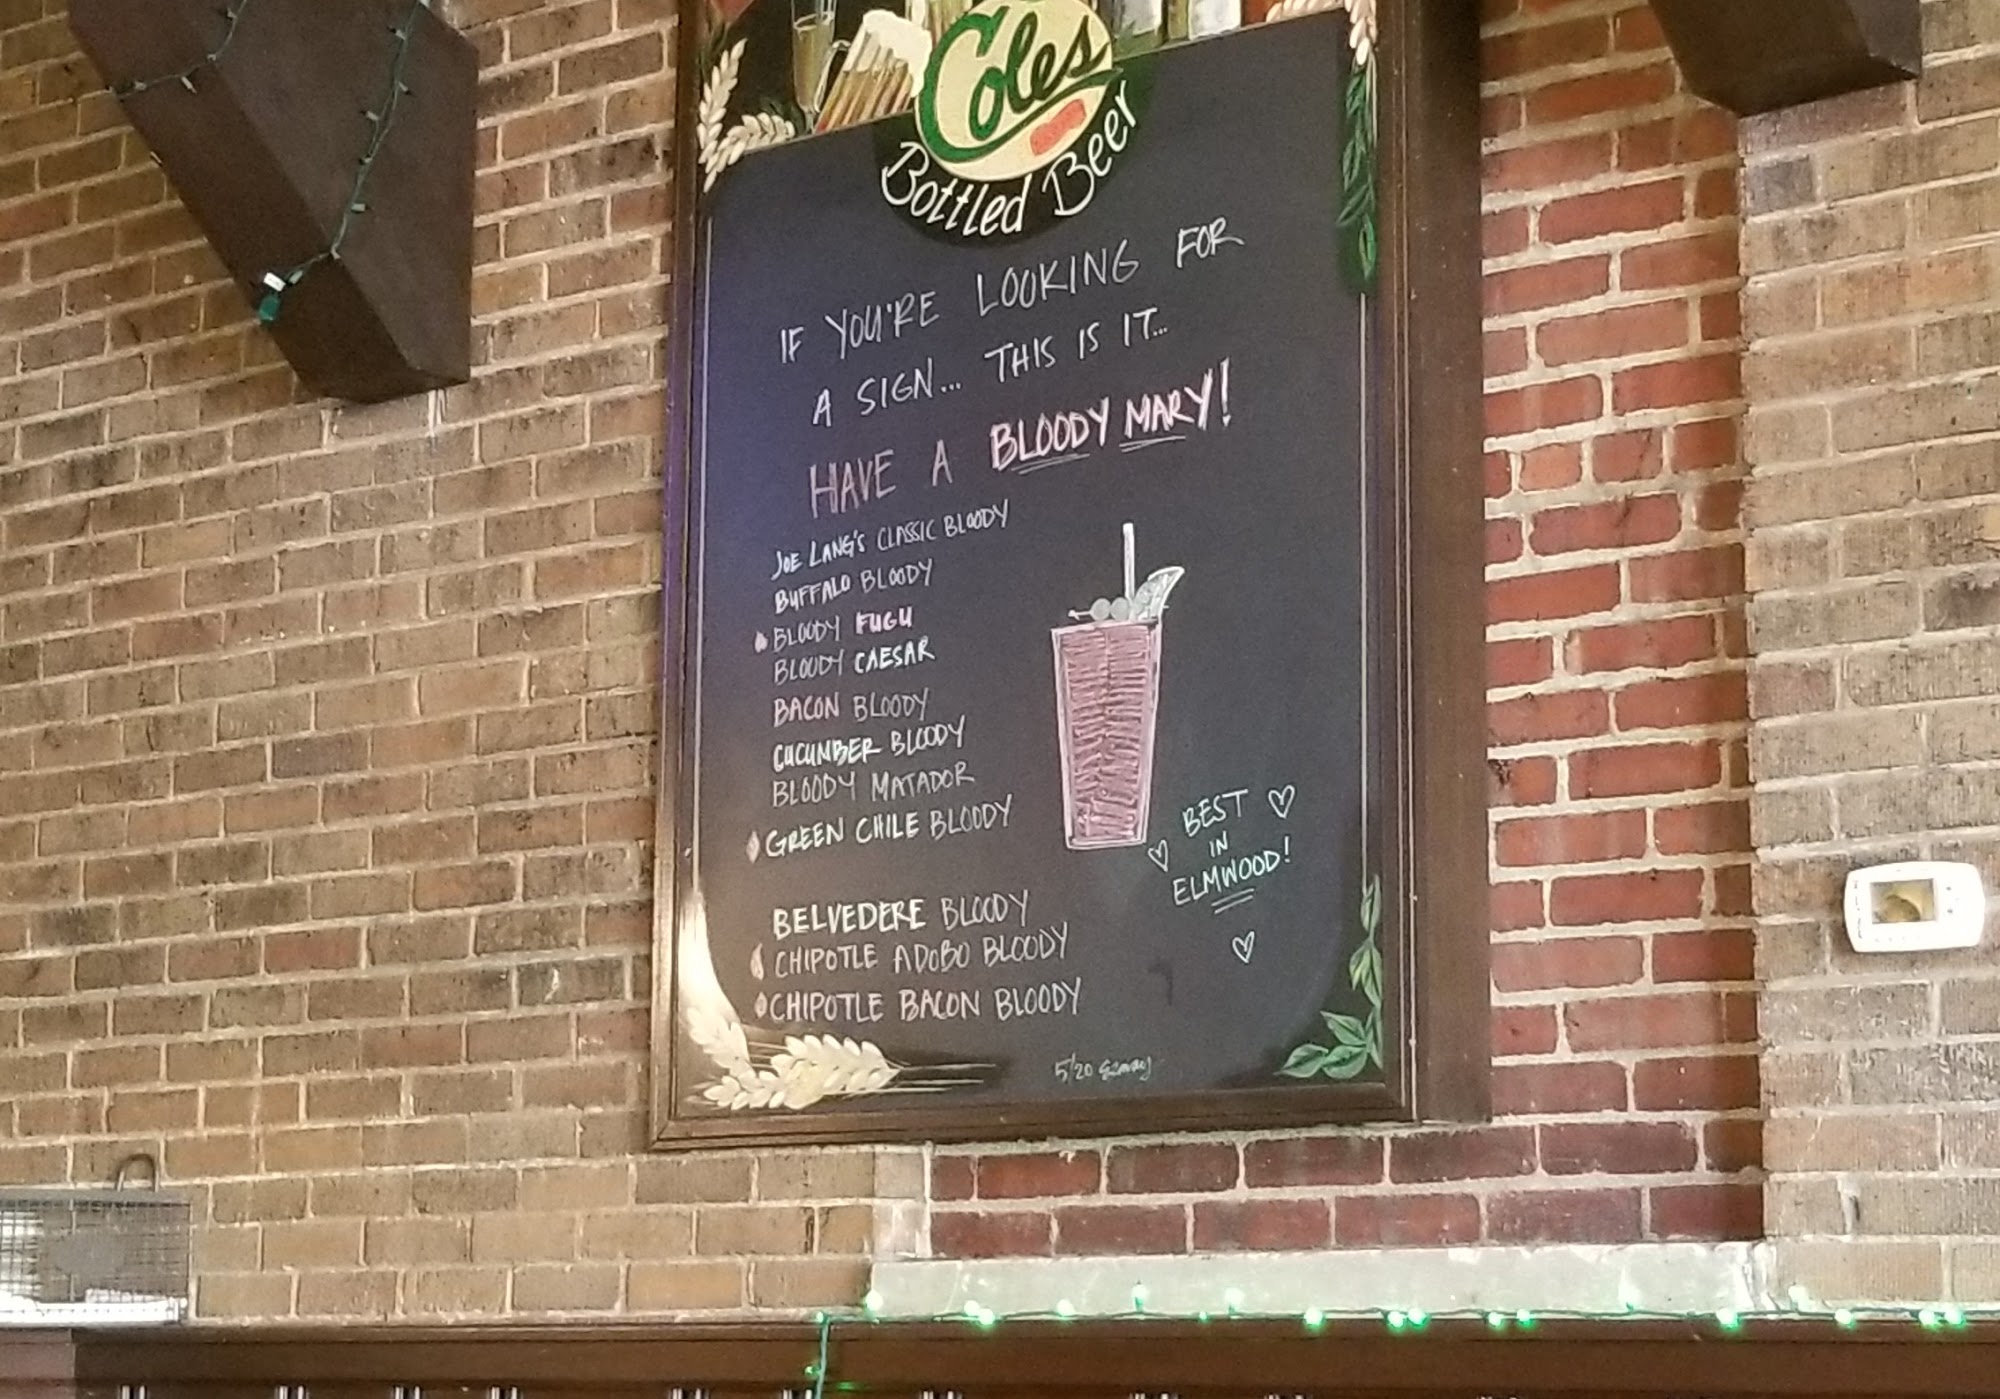 Coles
Bottled Beer
IF YOU'RE LOOKING FOR
A SIGN... THIS IS IT...
HAVE A BLOODY MARY!
JOE LANG'S CLASSIC BLOODY
BUFFALO BLOODY
BLOODY FUGU
BLOODY CAESAR
BACON BLOODY
CUCUMBER BLOODY
BLOODY MATADOR
GREEN CHILE BLOODY
BELVEDERE BLOODY
CHIPOTLE ADOBO BLOODY
CHIPOTLE BACON BLOODY
BEST
IN
ELMWOOD!
5/20